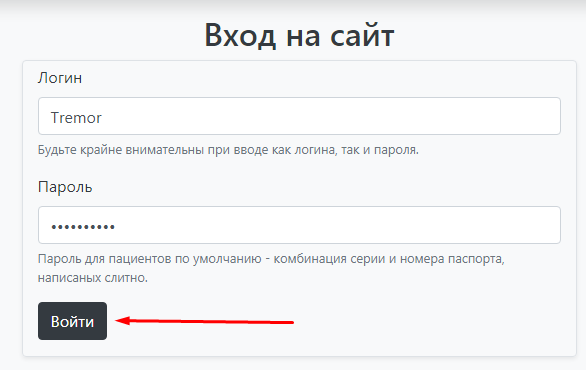 Вход на сайт
Логин
Tremor
Будьте крайне внимательны при вводе как логина, так и пароля.
Пароль
••••••••••
Пароль для пациентов по умолчанию - комбинация серии и номера паспорта,
написаных слитно.
Войти